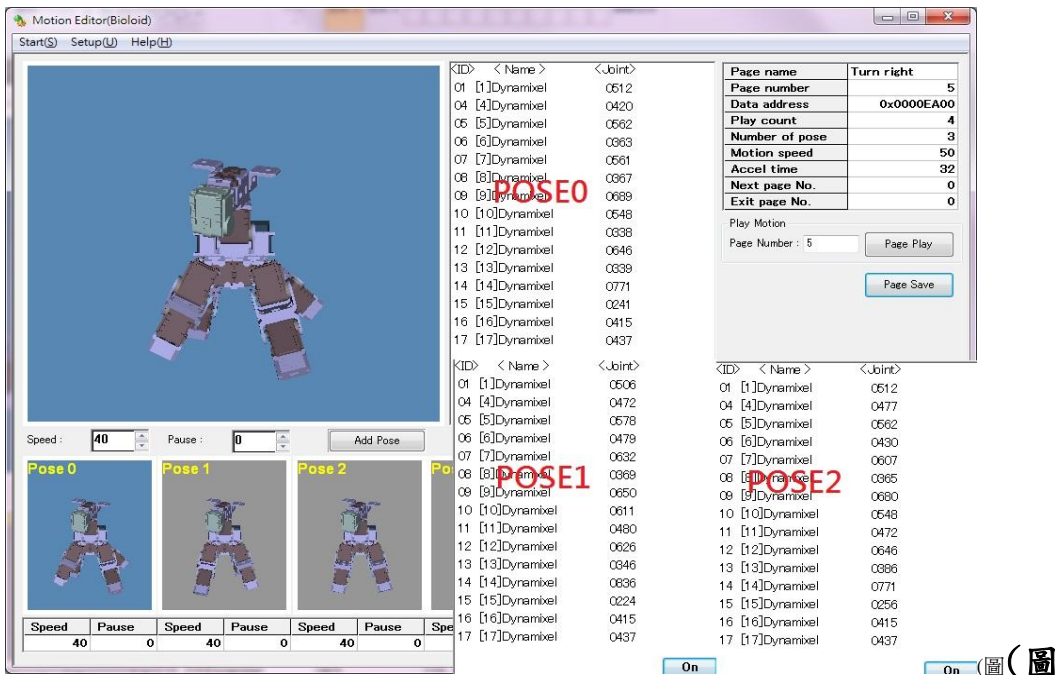 Motion Editor(Bioloid)
Start(S) Setup(U) Help(H)
<ID> < Name > <Joint>
01 [1]Dynamixel 0512
04 [4]Dynamixel 0420
05 [5]Dynamixel 0562
06 [6]Dynamixel 0363
07 [7]Dynamixel 0561
08 [8]Dynamixel 0367
09 [9]Dynamixel 0689
10 [10]Dynamixel 0548
11 [11]Dynamixel 0338
12 [12]Dynamixel 0646
13 [13]Dynamixel 0339
14 [14]Dynamixel 0771
15 [15]Dynamixel 0241
16 [16]Dynamixel 0415
17 [17]Dynamixel 0437
POSE0
Page name Turn right
Page number 5
Data address 0x0000EA00
Play count 4
Number of pose 3
Motion speed 50
Accel time 32
Next page No. 0
Exit page No. 0
Play Motion
Page Number : 5 Page Play
Page Save
<ID> < Name > <Joint>
01 [1]Dynamixel 0506
04 [4]Dynamixel 0472
05 [5]Dynamixel 0578
06 [6]Dynamixel 0479
07 [7]Dynamixel 0632
08 [8]Dynamixel 0369
09 [9]Dynamixel 0650
10 [10]Dynamixel 0611
11 [11]Dynamixel 0480
12 [12]Dynamixel 0626
13 [13]Dynamixel 0346
14 [14]Dynamixel 0836
15 [15]Dynamixel 0224
16 [16]Dynamixel 0415
17 [17]Dynamixel 0437
POSE1
On
<ID> < Name > <Joint>
01 [1]Dynamixel 0512
04 [4]Dynamixel 0477
05 [5]Dynamixel 0562
06 [6]Dynamixel 0430
07 [7]Dynamixel 0607
08 [8]Dynamixel 0365
09 [9]Dynamixel 0680
10 [10]Dynamixel 0548
11 [11]Dynamixel 0472
12 [12]Dynamixel 0646
13 [13]Dynamixel 0386
14 [14]Dynamixel 0771
15 [15]Dynamixel 0256
16 [16]Dynamixel 0415
17 [17]Dynamixel 0437
POSE2
On
Speed : 40 Pause : 0 Add Pose
Pose 0 Pose 1 Pose 2
Speed Pause Speed Pause Speed Pause
40 0 40 0 40 0
(圖(圖